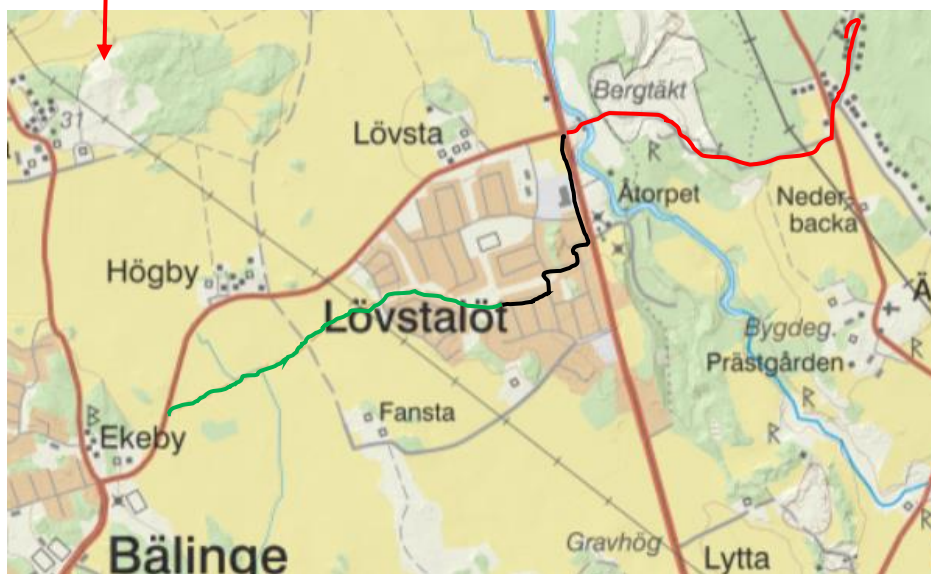 Bergtäkt
31
Lövsta
Åtorpet
Neder-
backa
Högby
Lövstalöt
Ä
Bygdeg.
Prästgården
Fansta
Ekeby
Gravhög
Lytta
Bälinge